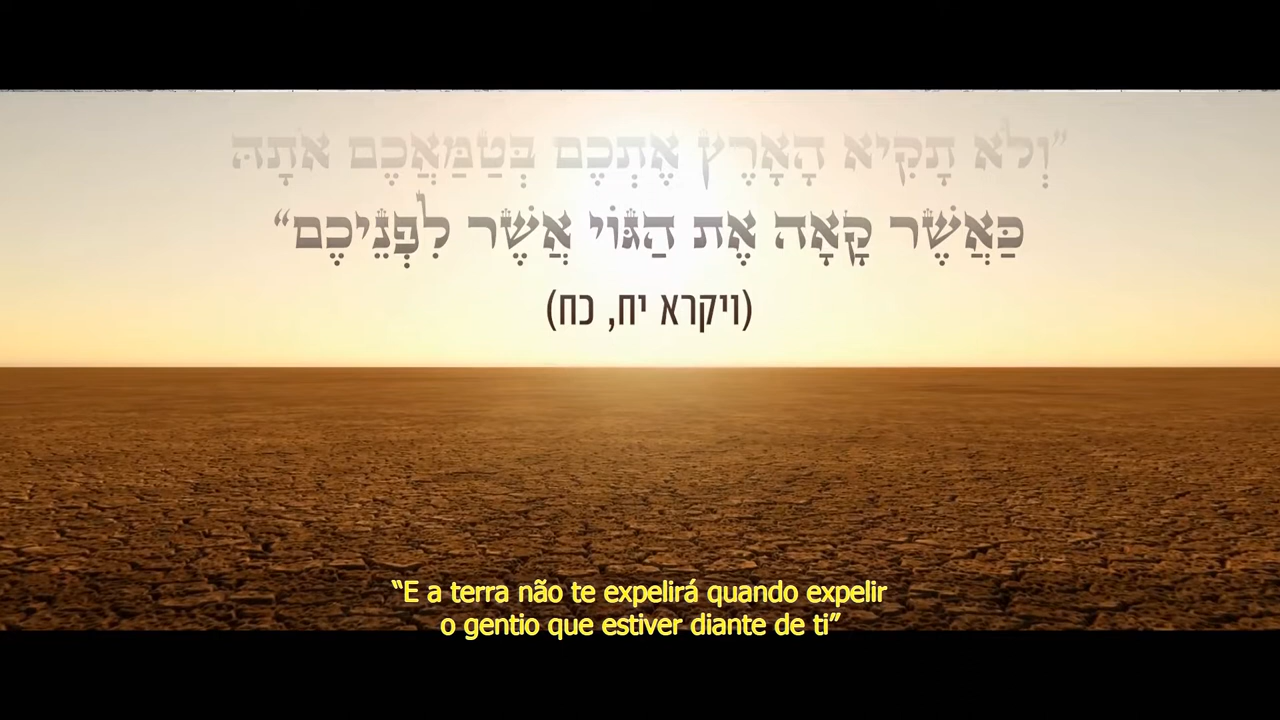 ”וְלֹא תָקִיא הָאָרֶץ אֶתְכֶם בְּטַמַּאֲכֶם אֹתָהּ
כַּאֲשֶׁר קָאָה אֶת הַגּוֹי אֲשֶׁר לִפְנֵיכֶם“
(ויקרא יח, כח)
“E a terra não te expelirá quando expelir
o gentio que estiver diante de ti”